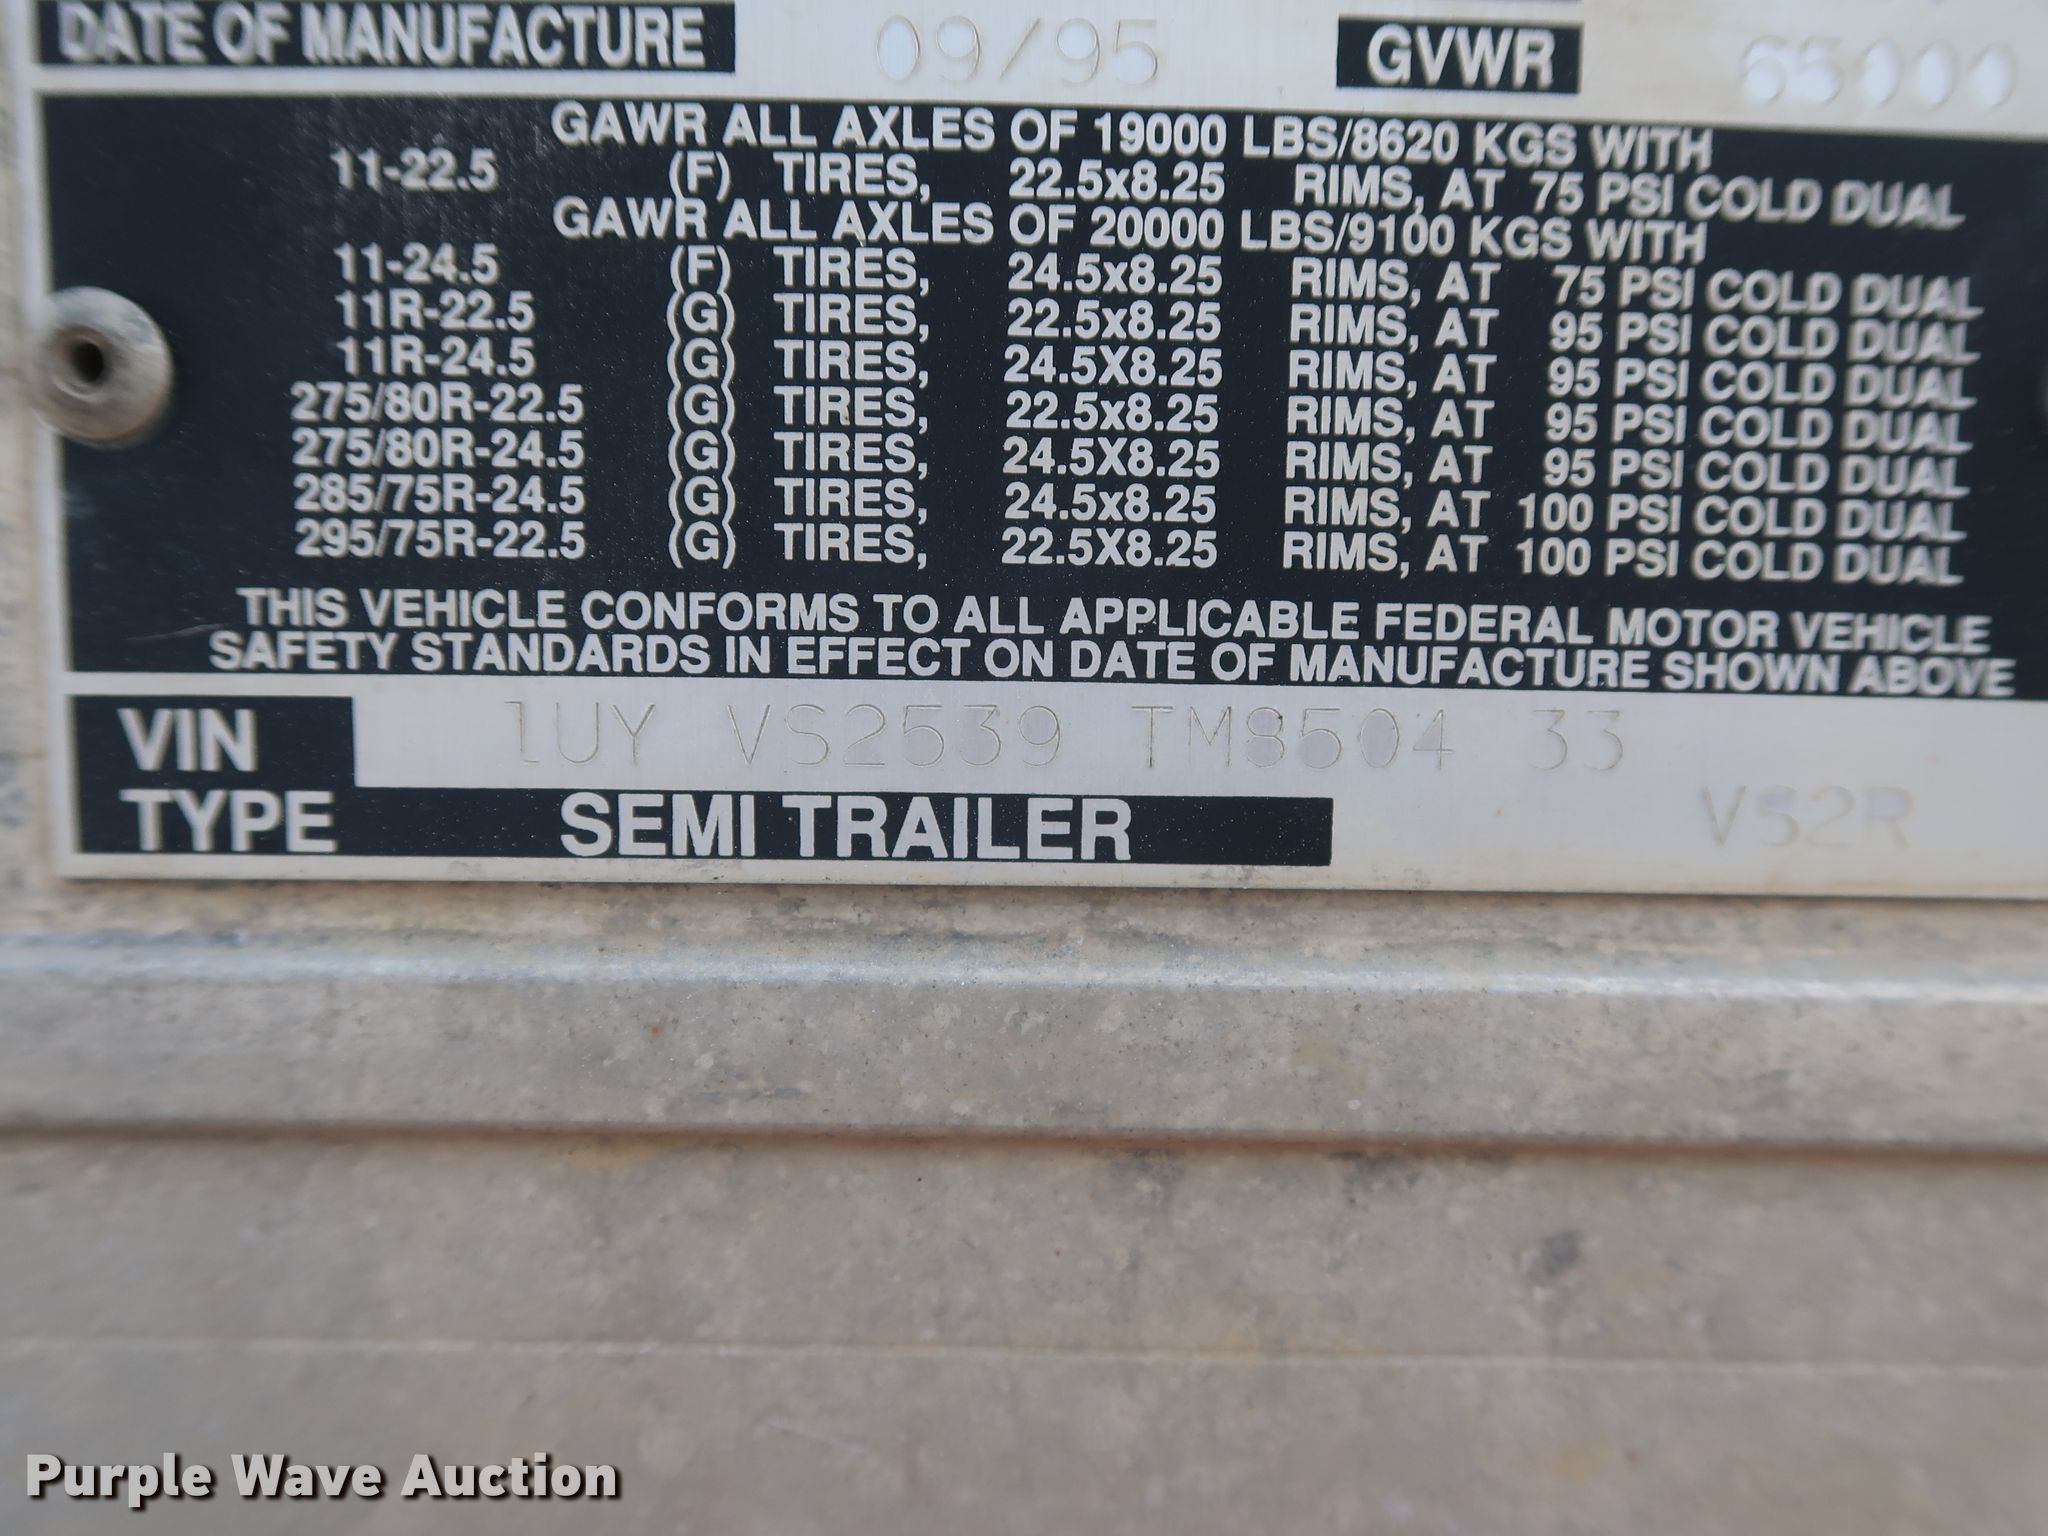 DATE OF MANUFACTURE 09/95 GVWR 65000
GAWR ALL AXLES OF 19000 LBS/8620 KGS WITH
11-22.5 (F) TIRES, 22.5x8.25 RIMS, AT 75 PSI COLD DUAL
GAWR ALL AXLES OF 20000 LBS/9100 KGS WITH
11-24.5 (F) TIRES, 24.5x8.25 RIMS, AT 75 PSI COLD DUAL
11R-22.5 (G) TIRES, 22.5x8.25 RIMS, AT 95 PSI COLD DUAL
11R-24.5 (G) TIRES, 24.5X8.25 RIMS, AT 95 PSI COLD DUAL
275/80R-22.5 (G) TIRES, 22.5x8.25 RIMS, AT 95 PSI COLD DUAL
275/80R-24.5 (G) TIRES, 24.5X8.25 RIMS, AT 95 PSI COLD DUAL
285/75R-24.5 (G) TIRES, 24.5x8.25 RIMS, AT 100 PSI COLD DUAL
295/75R-22.5 (G) TIRES, 22.5X8.25 RIMS, AT 100 PSI COLD DUAL
THIS VEHICLE CONFORMS TO ALL APPLICABLE FEDERAL MOTOR VEHICLE
SAFETY STANDARDS IN EFFECT ON DATE OF MANUFACTURE SHOWN ABOVE
VIN 1UY VS2539 TM8504 33
TYPE SEMI TRAILER VS2R
Purple Wave Auction